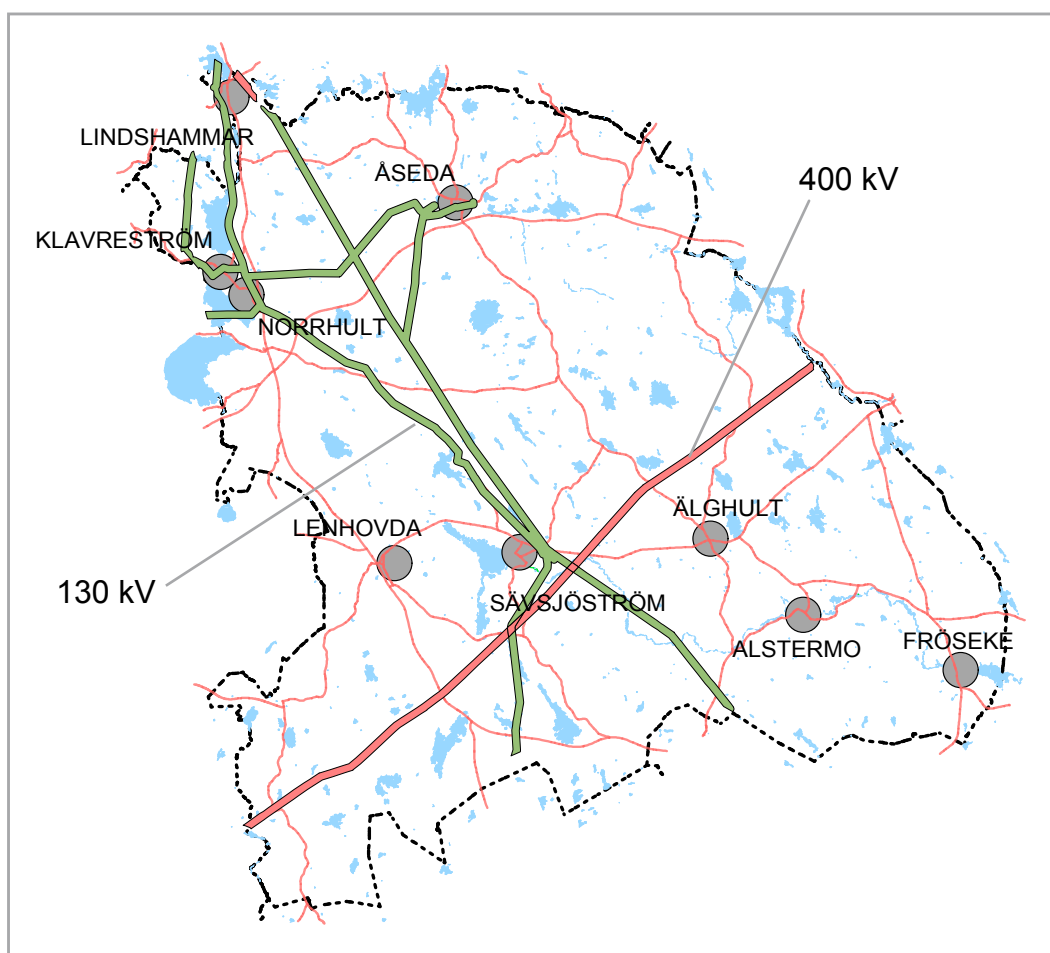 LINDSHAMMAR
ÅSEDA
400 kV
KLAVRESTRÖM
NORRHULT
LENHOVDA
ÄLGHULT
130 kV
SÄVSJÖSTRÖM
ALSTERMO
FRÖSEKE